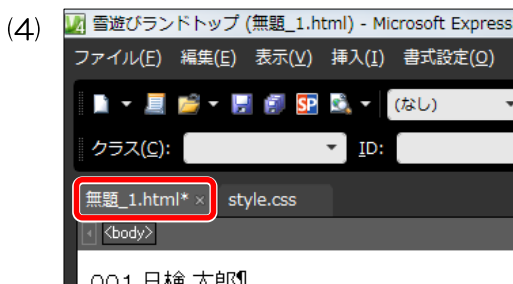 (4)
雪遊びランドトップ (無題_1.html) - Microsoft Express
ファイル(F) 編集(E) 表示(V) 挿入(I) 書式設定(O)
SP (なし)
クラス(C): ID:
無題_1.html* × style.css
<body>
001 日検 太郎¶